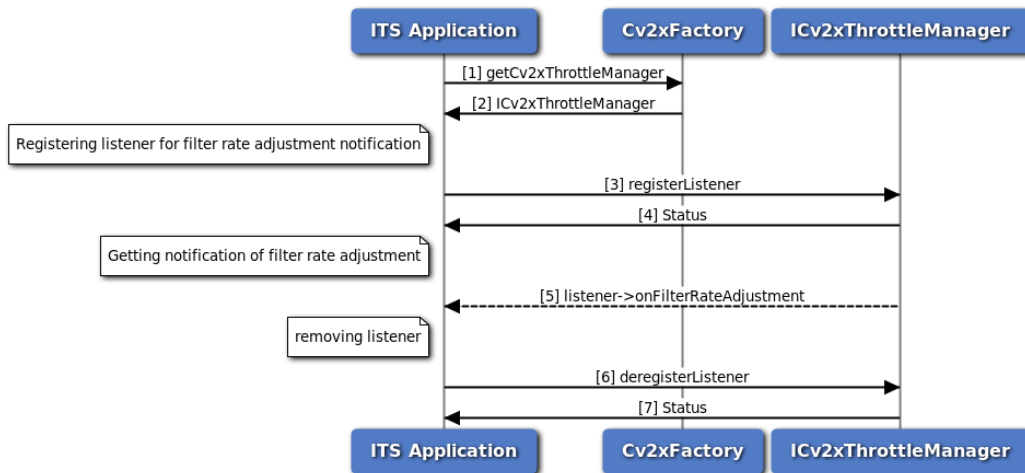 ITS Application
Cv2xFactory
ICv2xThrottleManager
[1] getCv2xThrottleManager
[2] ICv2xThrottleManager
Registering listener for filter rate adjustment notification
[3] registerListener
[4] Status
Getting notification of filter rate adjustment
[5] listener->onFilterRateAdjustment
removing listener
[6] deregisterListener
[7] Status
ITS Application
Cv2xFactory
ICv2xThrottleManager